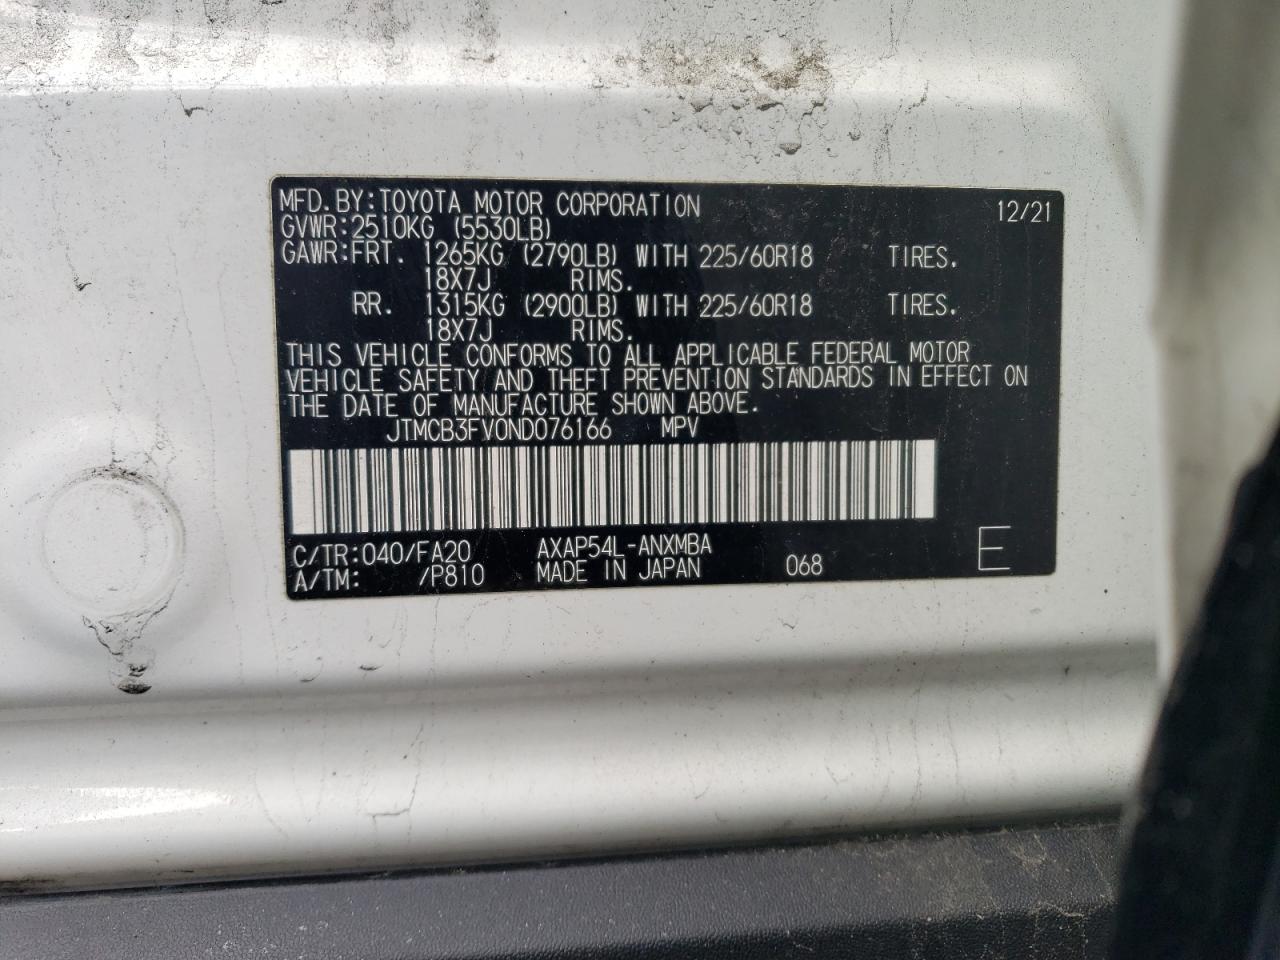 MFD.BY:TOYOTA MOTOR CORPORATION 12/21
GVWR:2510KG (5530LB)
GAWR:FRT. 1265KG (2790LB) WITH 225/60R18 TIRES.
18X7J RIMS.
RR. 1315KG (2900LB) WITH 225/60R18 TIRES.
18X7J RIMS.
THIS VEHICLE CONFORMS TO ALL APPLICABLE FEDERAL MOTOR
VEHICLE SAFETY AND THEFT PREVENTION STANDARDS IN EFFECT ON
THE DATE OF MANUFACTURE SHOWN ABOVE.
JTMCB3FV0ND076166 MPV
C/TR:040/FA20 AXAP54L-ANXMBA
A/TM: /P810 MADE IN JAPAN 068 E